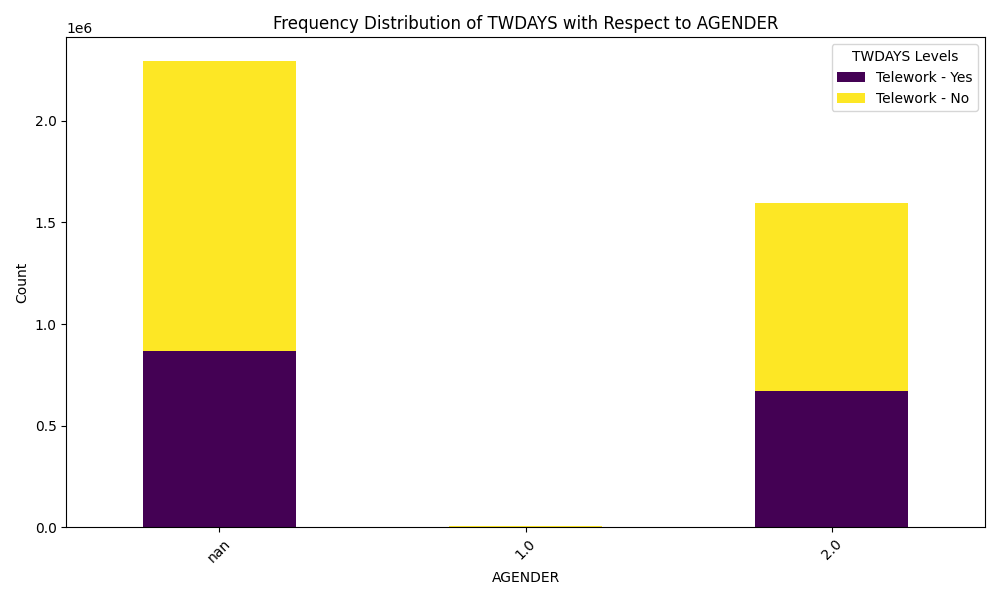 Frequency Distribution of TWDAYS with Respect to AGENDER
1e6
TWDAYS Levels
Telework - Yes
Telework - No
2.0
1.5
1.0
0.5
0.0
Count
nan
1.0
2.0
AGENDER